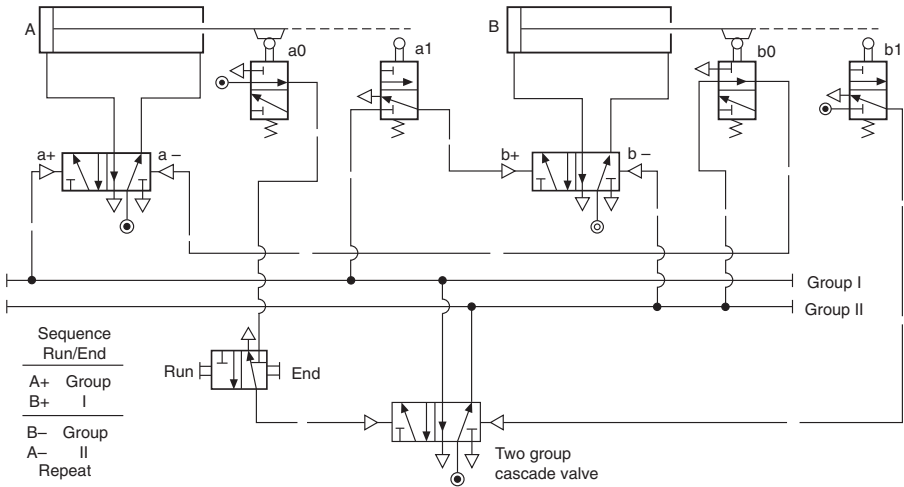 A
a0
a1
B
b0
b1
a+
a –
b+
b –
Group I
Group II
Sequence
Run/End
A+ Group
B+ I
B– Group
A– II
Repeat
Run
End
Two group
cascade valve